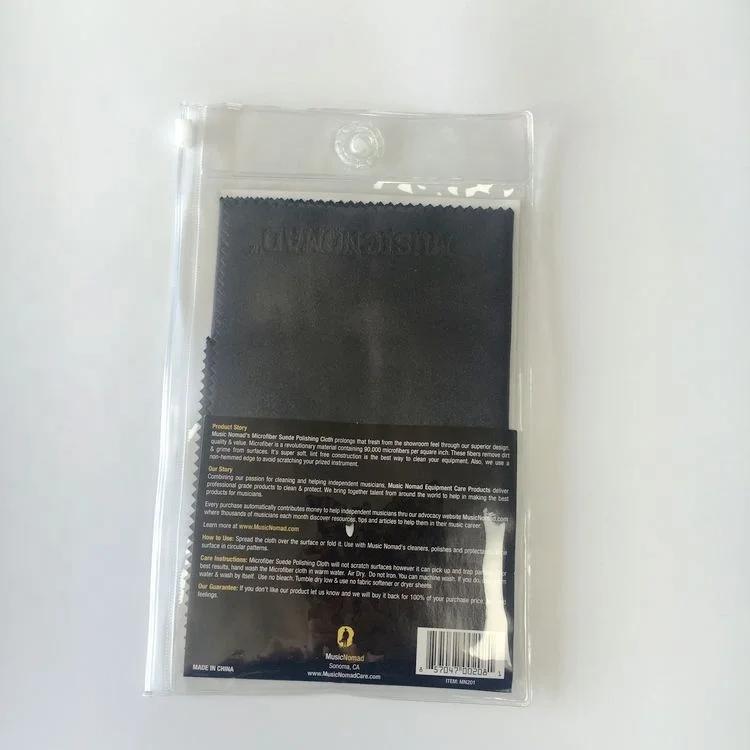 MUSICNOMAD
Product Story
Music Nomad's Microfiber Suede Polishing Cloth prolongs that fresh from the showroom feel through our superior design,
quality & value. Microfiber is a revolutionary material containing 90,000 microfibers per square inch. These fibers remove dirt
& grime from surfaces. It's super soft, lint free construction is the best way to clean your equipment. Also, we use a
non-hemmed edge to avoid scratching your prized instrument.
Our Story
Combining our passion for cleaning and helping independent musicians, Music Nomad Equipment Care Products deliver
professional grade products to clean & protect. We bring together talent from around the world to help in making the best
products for musicians.
Every purchase automatically contributes money to help independent musicians thru our advocacy website MusicNomad.com
where thousands of musicians each month discover resources, tips and articles to help them in their music career.
Learn more at www.MusicNomad.com
How to Use: Spread the cloth over the surface or fold it. Use with Music Nomad's cleaners, polishes and
surface in circular patterns.
Care Instructions: Microfiber Suede Polishing Cloth will not scratch surfaces however it can pick up and trap
best results, hand wash the Microfiber cloth in warm water. Air Dry. Do not Iron. You can machine wash. If you do,
water & wash by itself. Use no bleach. Tumble dry low & use no fabric softener or dryer sheets.
Our Guarantee: If you don't like our product let us know and we will buy it back for 100% of your purchase price,
feelings.
MusicNomad
Sonoma, CA
www.MusicNomadCare.com
MADE IN CHINA
8 57047 00208 1
ITEM: MN201